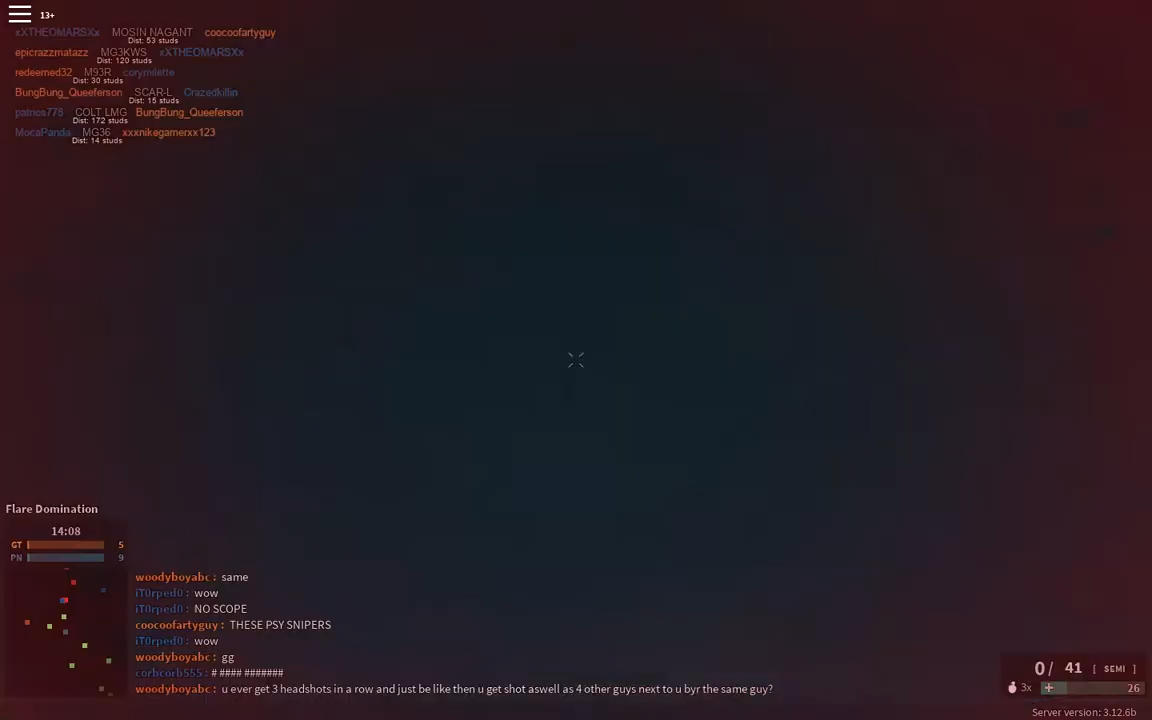 13+
xXTHEOMARSXx MOSIN NAGANT coocoofartyguy
Dist: 53 studs
epicrazzmatazz MG3KWS xXTHEOMARSXx
Dist: 120 studs
redeemed32 M93R corymilette
Dist: 30 studs
BungBung_Queeferson SCAR-L Crazedkillin
Dist: 15 studs
patrios775 COLT LMG BungBung_Queeferson
Dist: 172 studs
MocaPanda MG36 xxxnikegamerxx123
Dist: 14 studs
Flare Domination
14:08
GT 5
PN 9
woodyboyabc : same
iT0rped0 : wow
iT0rped0 : NO SCOPE
coocoofartyguy : THESE PSY SNIPERS
iT0rped0 : wow
woodyboyabc : gg
corbcorb555 : # #### #######
woodyboyabc : u ever get 3 headshots in a row and just be like then u get shot aswell as 4 other guys next to u byr the same guy?
0/ 41 [ SEMI ]
3x + 26
Server version: 3.12.6b